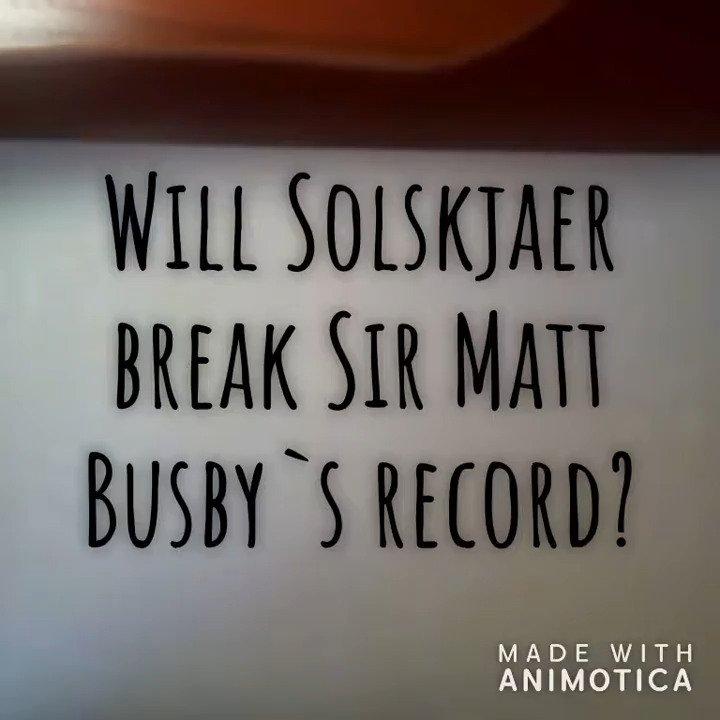 Will Solskjaer
break Sir Matt
Busby`s record?
MADE WITH
ANIMOTICA